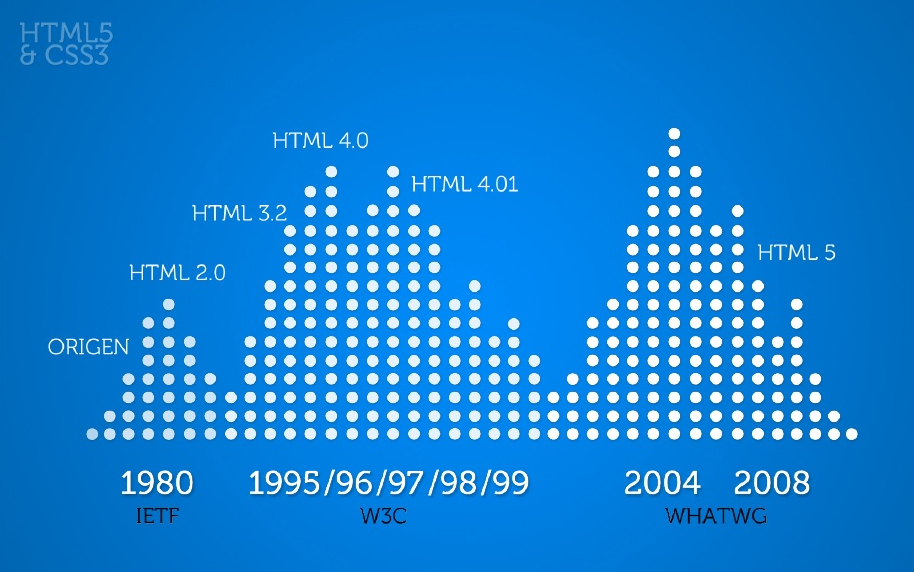 HTML5
& CSS3
HTML 4.0
HTML 4.01
HTML 3.2
HTML 5
HTML 2.0
ORIGEN
1980 1995/96/97/98/99 2004 2008
IETF W3C WHATWG